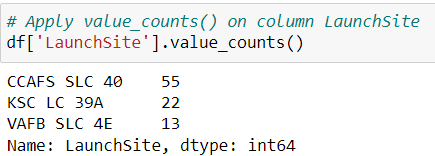 # Apply value_counts() on column LaunchSite
df['LaunchSite'].value_counts()
CCAFS SLC 40    55
KSC LC 39A      22
VAFB SLC 4E     13
Name: LaunchSite, dtype: int64